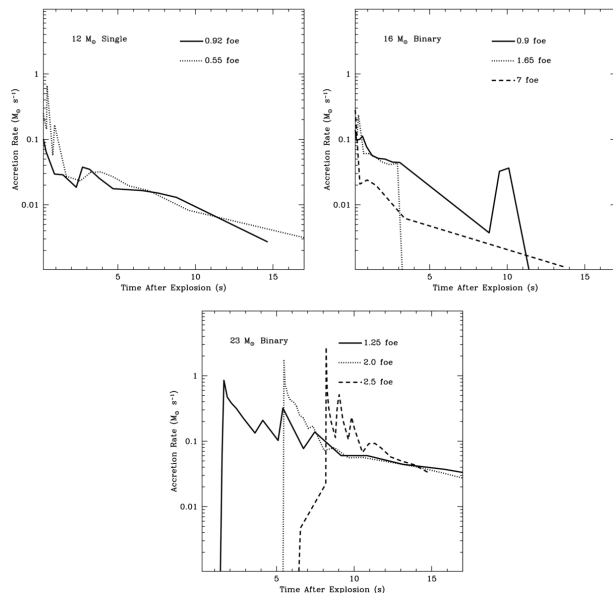 12 M☉ Single
0.92 foe
0.55 foe
1
0.1
0.01
Accretion Rate (M☉ s⁻¹)
5
10
15
Time After Explosion (s)
16 M☉ Binary
0.9 foe
1.65 foe
7 foe
1
0.1
0.01
Accretion Rate (M☉ s⁻¹)
5
10
15
Time After Explosion (s)
23 M☉ Binary
1.25 foe
2.0 foe
2.5 foe
1
0.1
0.01
Accretion Rate (M☉ s⁻¹)
5
10
15
Time After Explosion (s)